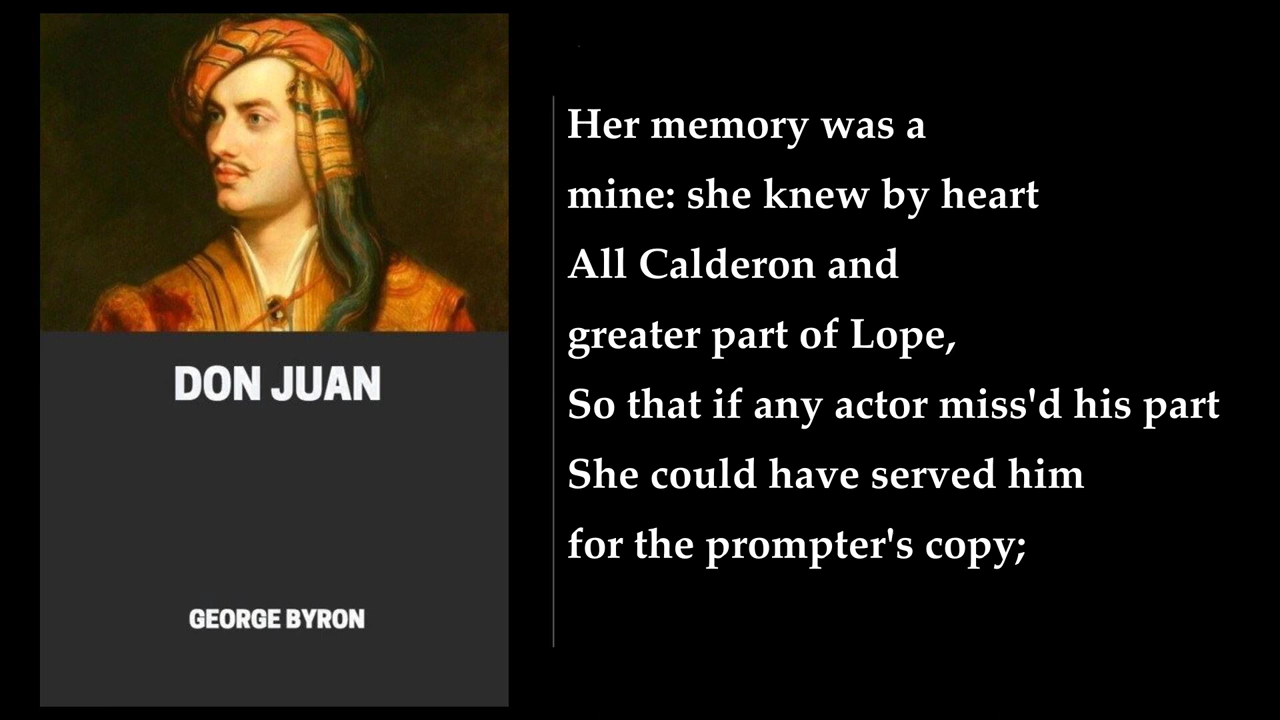 DON JUAN
GEORGE BYRON
Her memory was a
mine: she knew by heart
All Calderon and
greater part of Lope,
So that if any actor miss'd his part
She could have served him
for the prompter's copy;